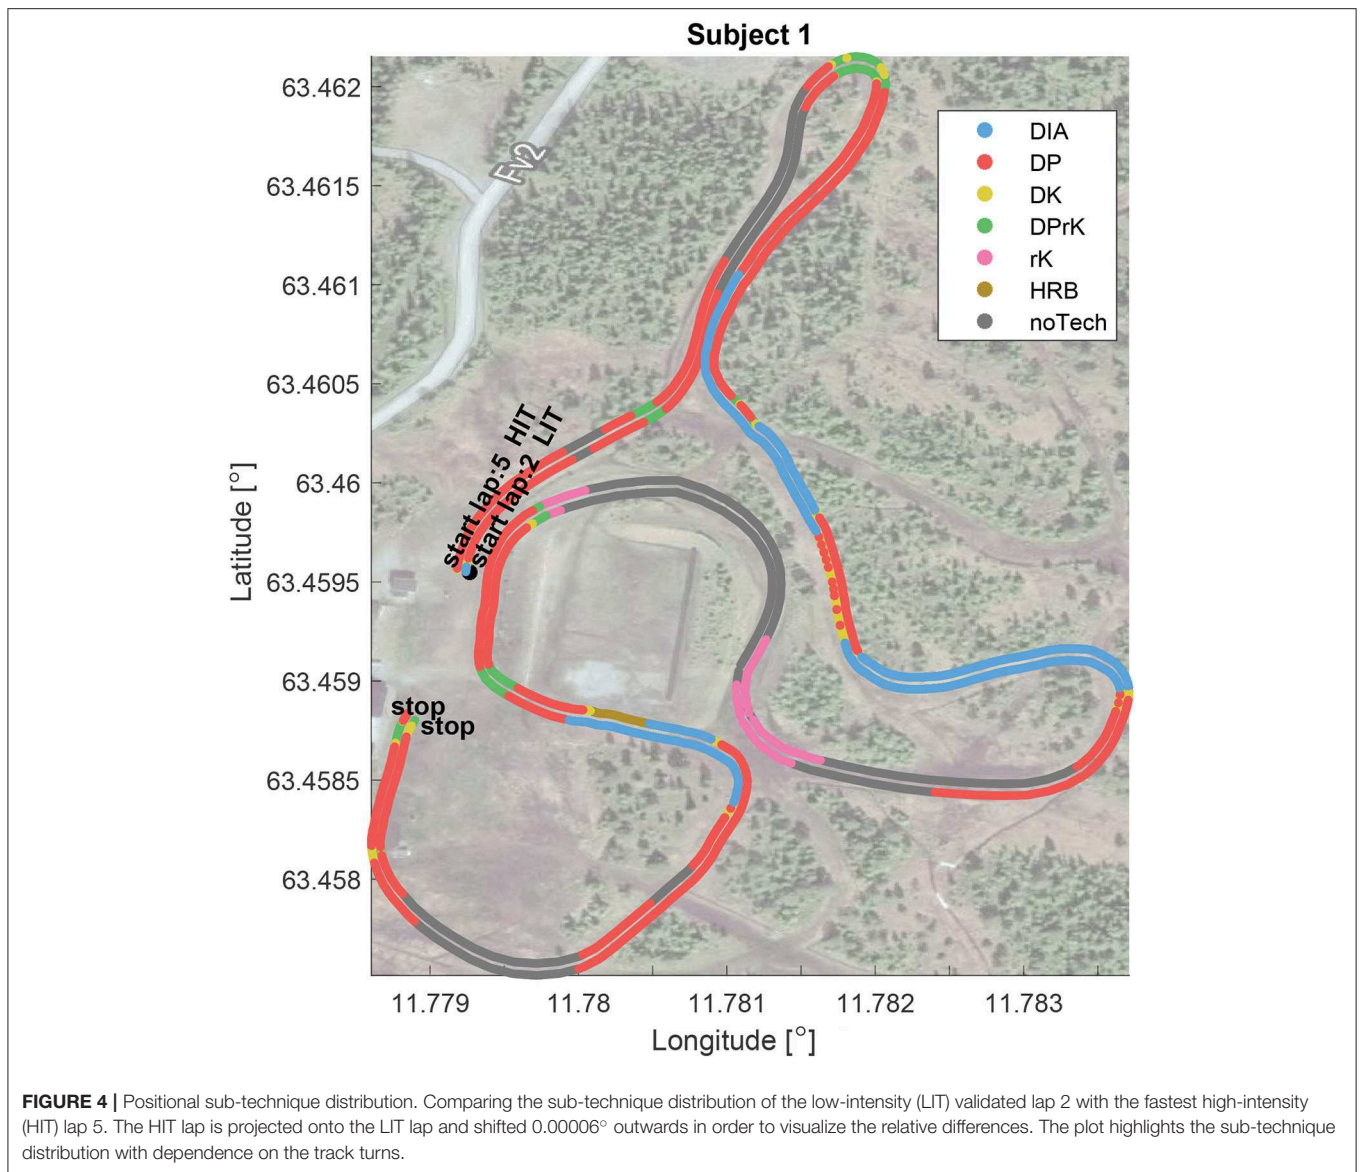 Subject 1
63.462
63.4615
63.461
63.4605
63.46
63.4595
63.459
63.4585
63.458
Latitude [°]
Fv2
DIA
DP
DK
DPrK
rK
HRB
noTech
start lap:5 HIT
start lap:2 LIT
stop
stop
11.779
11.78
11.781
11.782
11.783
Longitude [°]
FIGURE 4 | Positional sub-technique distribution. Comparing the sub-technique distribution of the low-intensity (LIT) validated lap 2 with the fastest high-intensity
(HIT) lap 5. The HIT lap is projected onto the LIT lap and shifted 0.00006° outwards in order to visualize the relative differences. The plot highlights the sub-technique
distribution with dependence on the track turns.